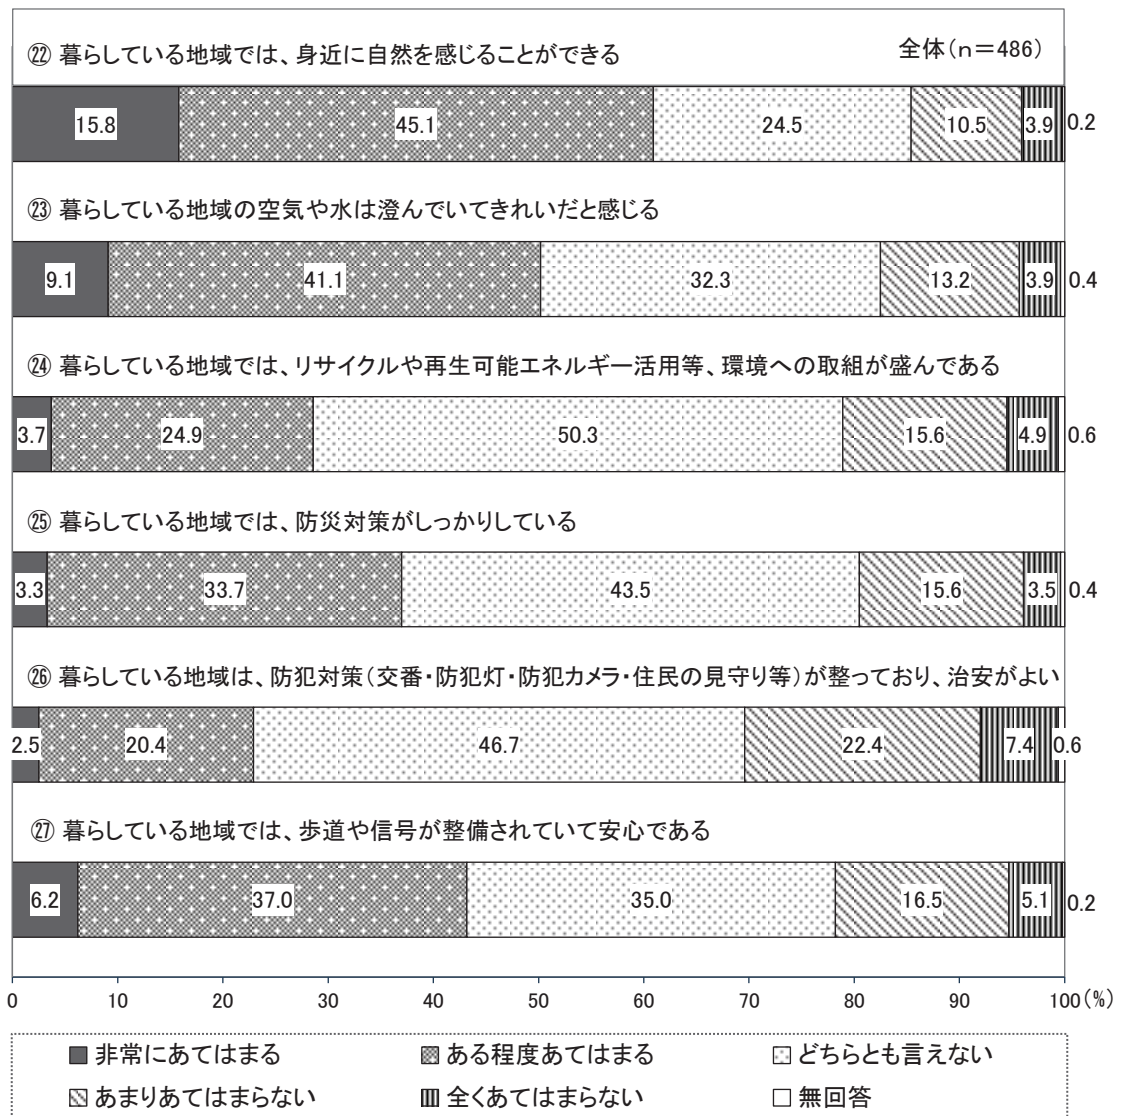 ㉒ 暮らしている地域では、身近に自然を感じることができる
全体(n=486)
15.8 45.1 24.5 10.5 3.9 0.2
㉓ 暮らしている地域の空気や水は澄んでいてきれいだと感じる
9.1 41.1 32.3 13.2 3.9 0.4
㉔ 暮らしている地域では、リサイクルや再生可能エネルギー活用等、環境への取組が盛んである
3.7 24.9 50.3 15.6 4.9 0.6
㉕ 暮らしている地域では、防災対策がしっかりしている
3.3 33.7 43.5 15.6 3.5 0.4
㉖ 暮らしている地域は、防犯対策(交番・防犯灯・防犯カメラ・住民の見守り等)が整っており、治安がよい
2.5 20.4 46.7 22.4 7.4 0.6
㉗ 暮らしている地域では、歩道や信号が整備されていて安心である
6.2 37.0 35.0 16.5 5.1 0.2
0 10 20 30 40 50 60 70 80 90 100 (%)
非常にあてはまる ある程度あてはまる どちらとも言えない
あまりあてはまらない 全くあてはまらない 無回答